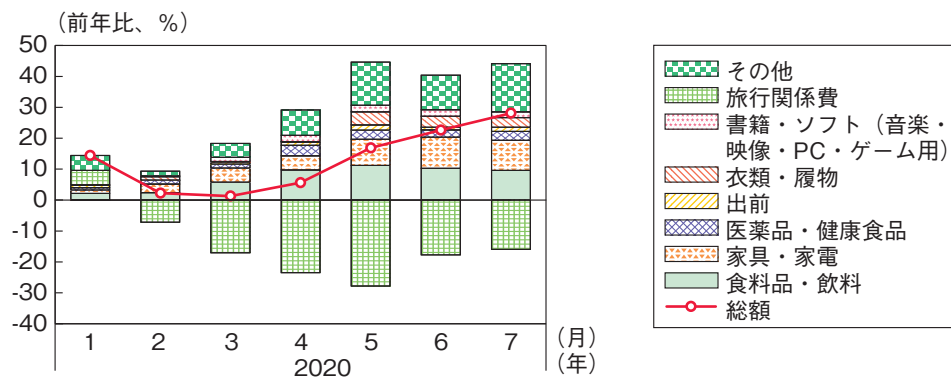 (前年比、%)
50
40
30
20
10
0
-10
-20
-30
-40
1 2 3 4 5 6 7 (月)
2020 (年)
その他
旅行関係費
書籍・ソフト(音楽・
映像・PC・ゲーム用)
衣類・履物
出前
医薬品・健康食品
家具・家電
食料品・飲料
総額